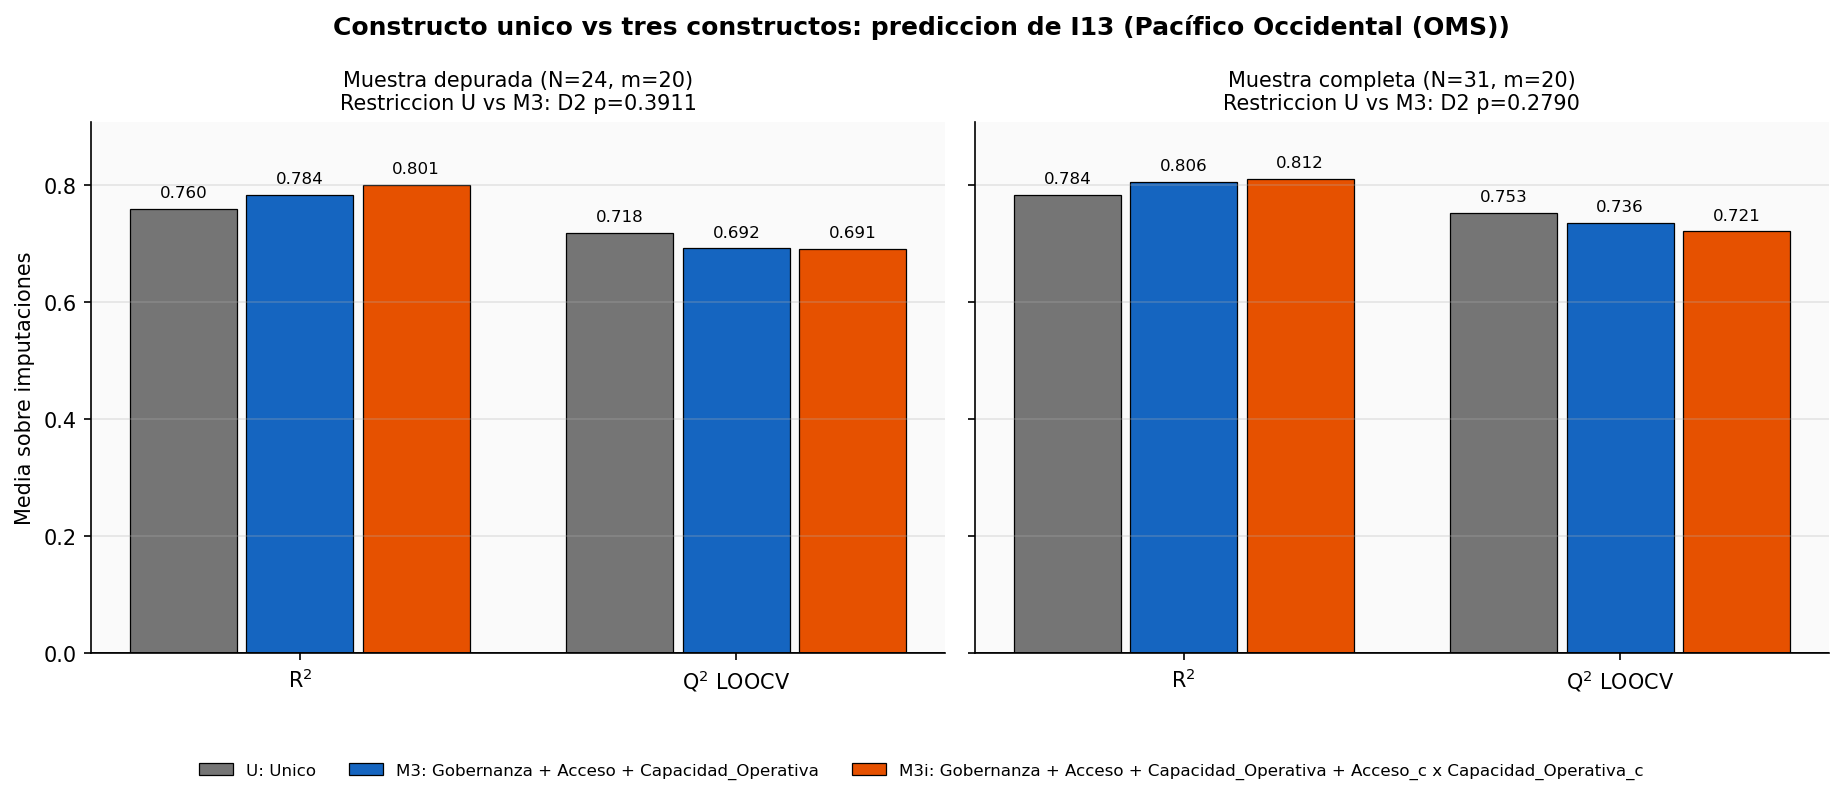 Constructo unico vs tres constructos: prediccion de I13 (Pacífico Occidental (OMS))
Muestra depurada (N=24, m=20)
Restriccion U vs M3: D2 p=0.3911
Muestra completa (N=31, m=20)
Restriccion U vs M3: D2 p=0.2790
Media sobre imputaciones
0.8
0.6
0.4
0.2
0.0
0.760
0.784
0.801
0.718
0.692
0.691
0.784
0.806
0.812
0.753
0.736
0.721
R²
Q² LOOCV
R²
Q² LOOCV
U: Unico
M3: Gobernanza + Acceso + Capacidad_Operativa
M3i: Gobernanza + Acceso + Capacidad_Operativa + Acceso_c x Capacidad_Operativa_c